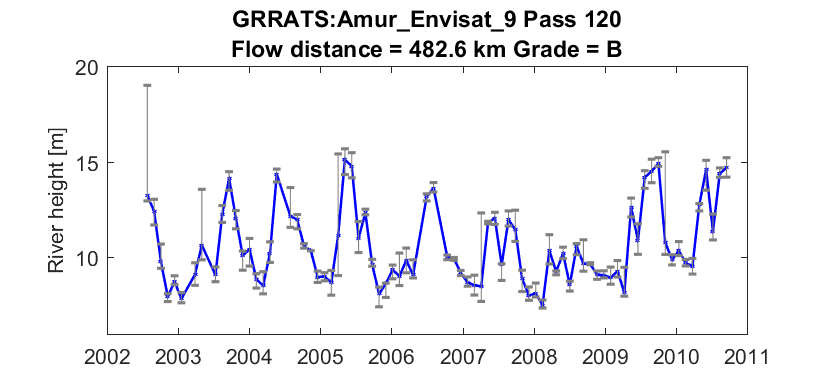 GRRATS:Amur_Envisat_9 Pass 120
Flow distance = 482.6 km Grade = B
River height [m]
20
15
10
2002 2003 2004 2005 2006 2007 2008 2009 2010 2011